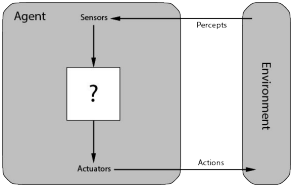 Agent
Sensors
Percepts
?
Environment
Actuators
Actions